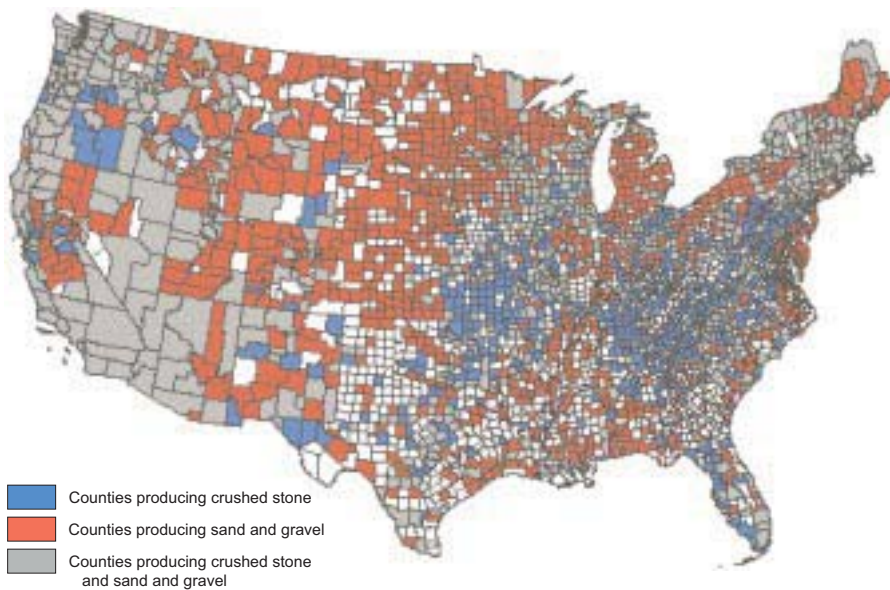 Counties producing crushed stone
Counties producing sand and gravel
Counties producing crushed stone
and sand and gravel